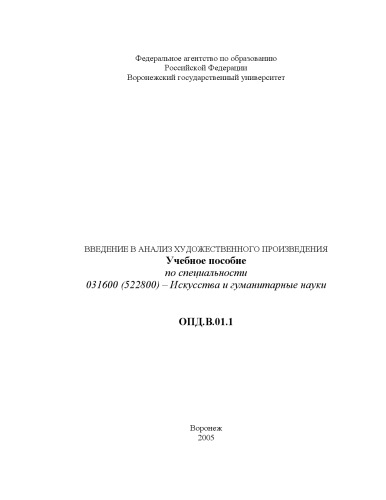 Федеральное агентство по образованию
Российской Федерации
Воронежский государственный университет
ВВЕДЕНИЕ В АНАЛИЗ ХУДОЖЕСТВЕННОГО ПРОИЗВЕДЕНИЯ
Учебное пособие
по специальности
031600 (522800) – Искусства и гуманитарные науки
ОПД.В.01.1
Воронеж
2005